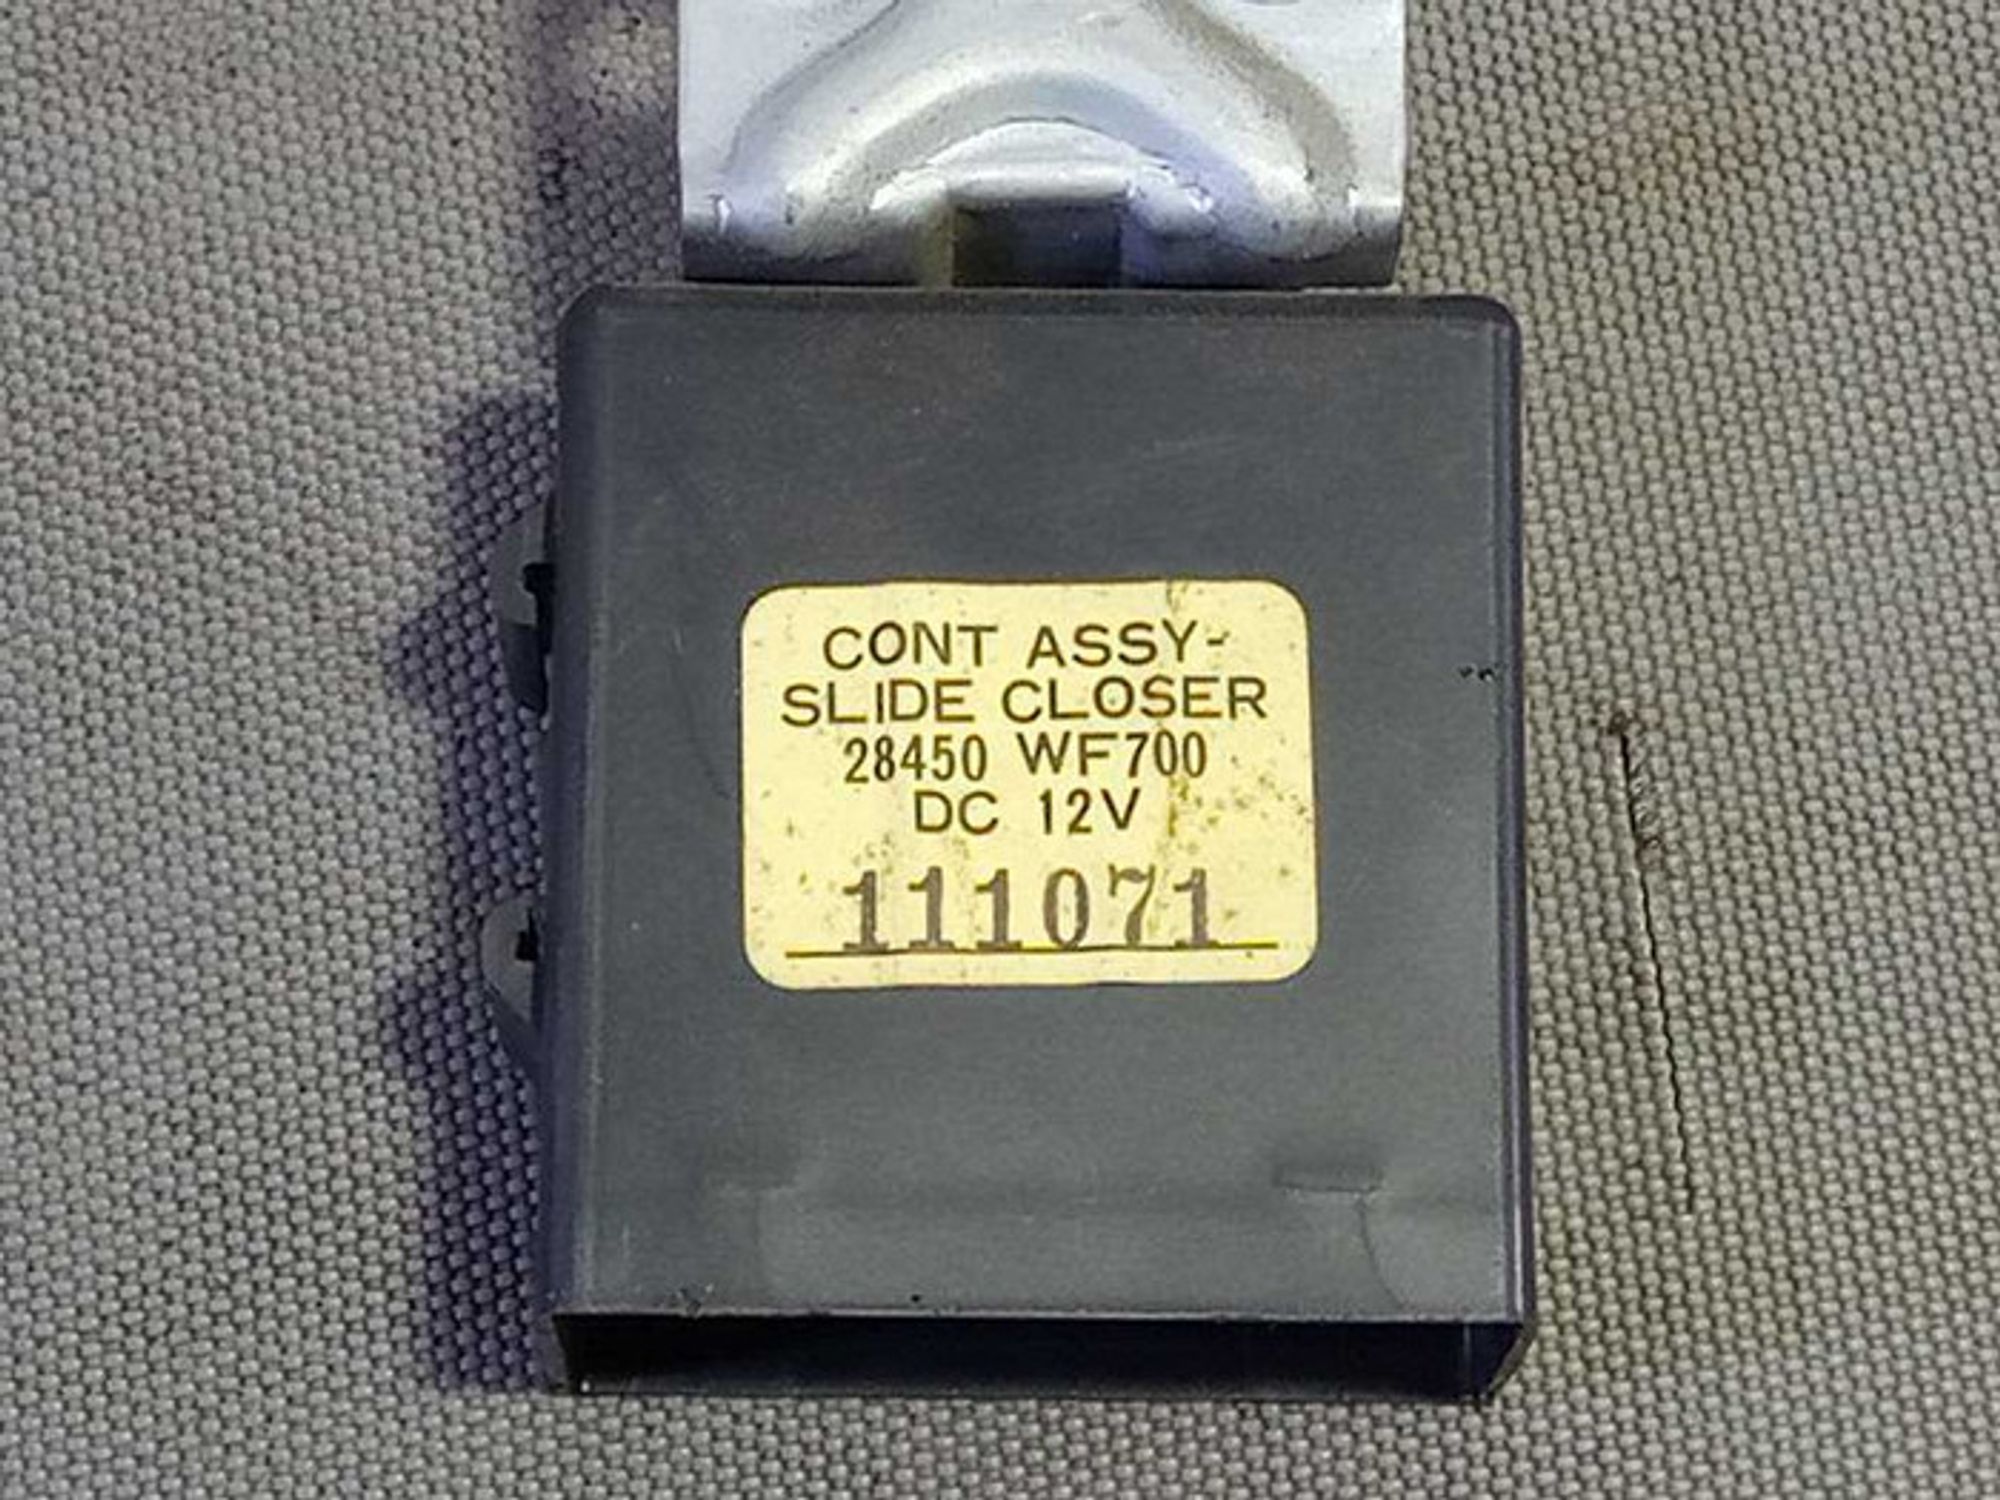 CONT ASSY-
SLIDE CLOSER
28450 WF700
DC 12V
111071